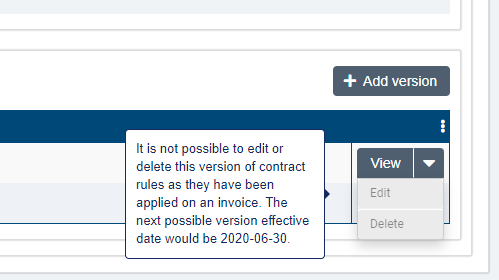 Add version
It is not possible to edit or
delete this version of contract
rules as they have been
applied on an invoice. The
next possible version effective
date would be 2020-06-30.
View
Edit
Delete